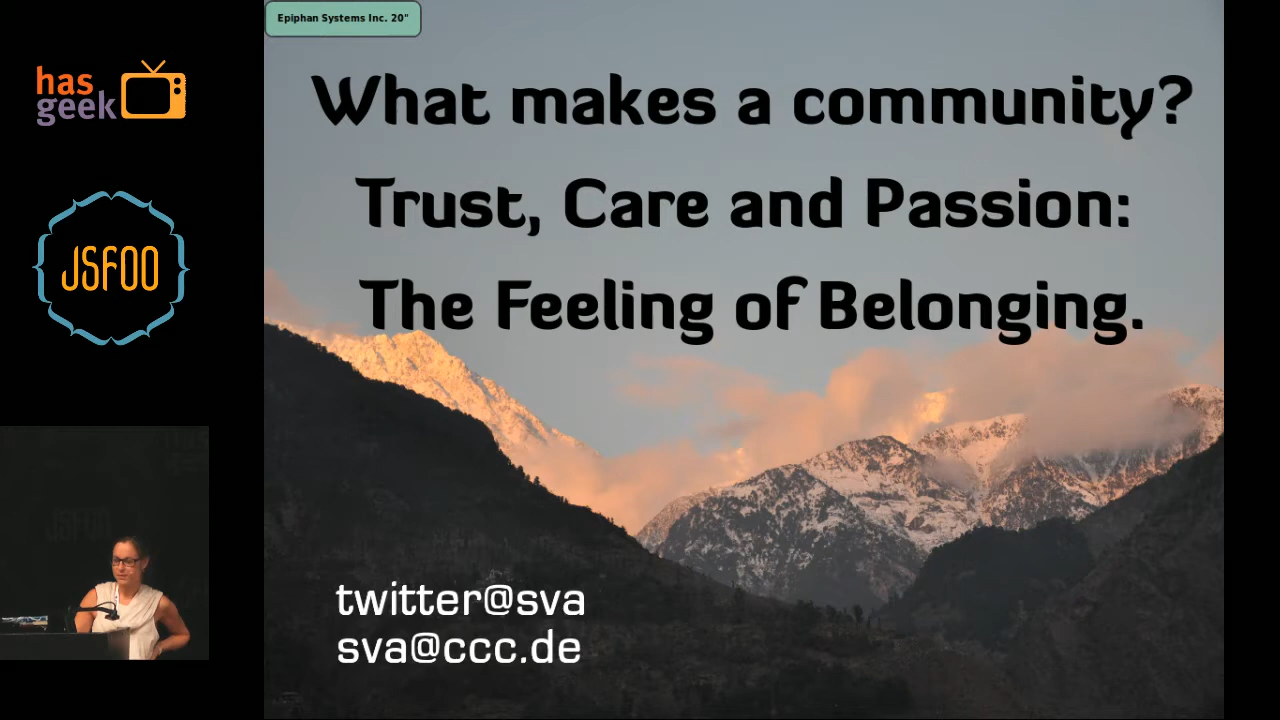 Epiphan Systems Inc. 20"
has
geek
JSFOO
What makes a community?
Trust, Care and Passion:
The Feeling of Belonging.
JSFOO
twitter@sva
sva@ccc.de